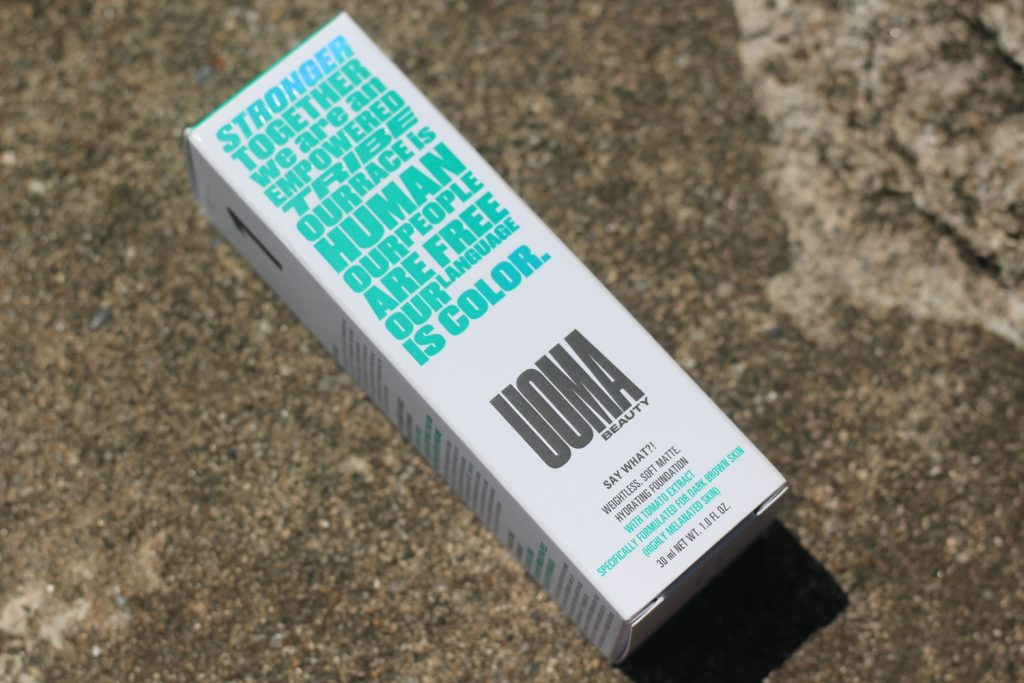 STRONGER
TOGETHER
we are an
EMPOWERED
TRIBE
OUR RACE is
HUMAN
OUR PEOPLE
ARE FREE
OUR LANGUAGE
IS COLOR.
UOMA
BEAUTY
SAY WHAT?!
WEIGHTLESS, SOFT MATTE,
HYDRATING FOUNDATION
WITH TOMATO EXTRACT
SPECIFICALLY FORMULATED FOR DARK BROWN SKIN
(HIGHLY MELANATED SKIN)
30 ml NET WT. 1.0 FL OZ.